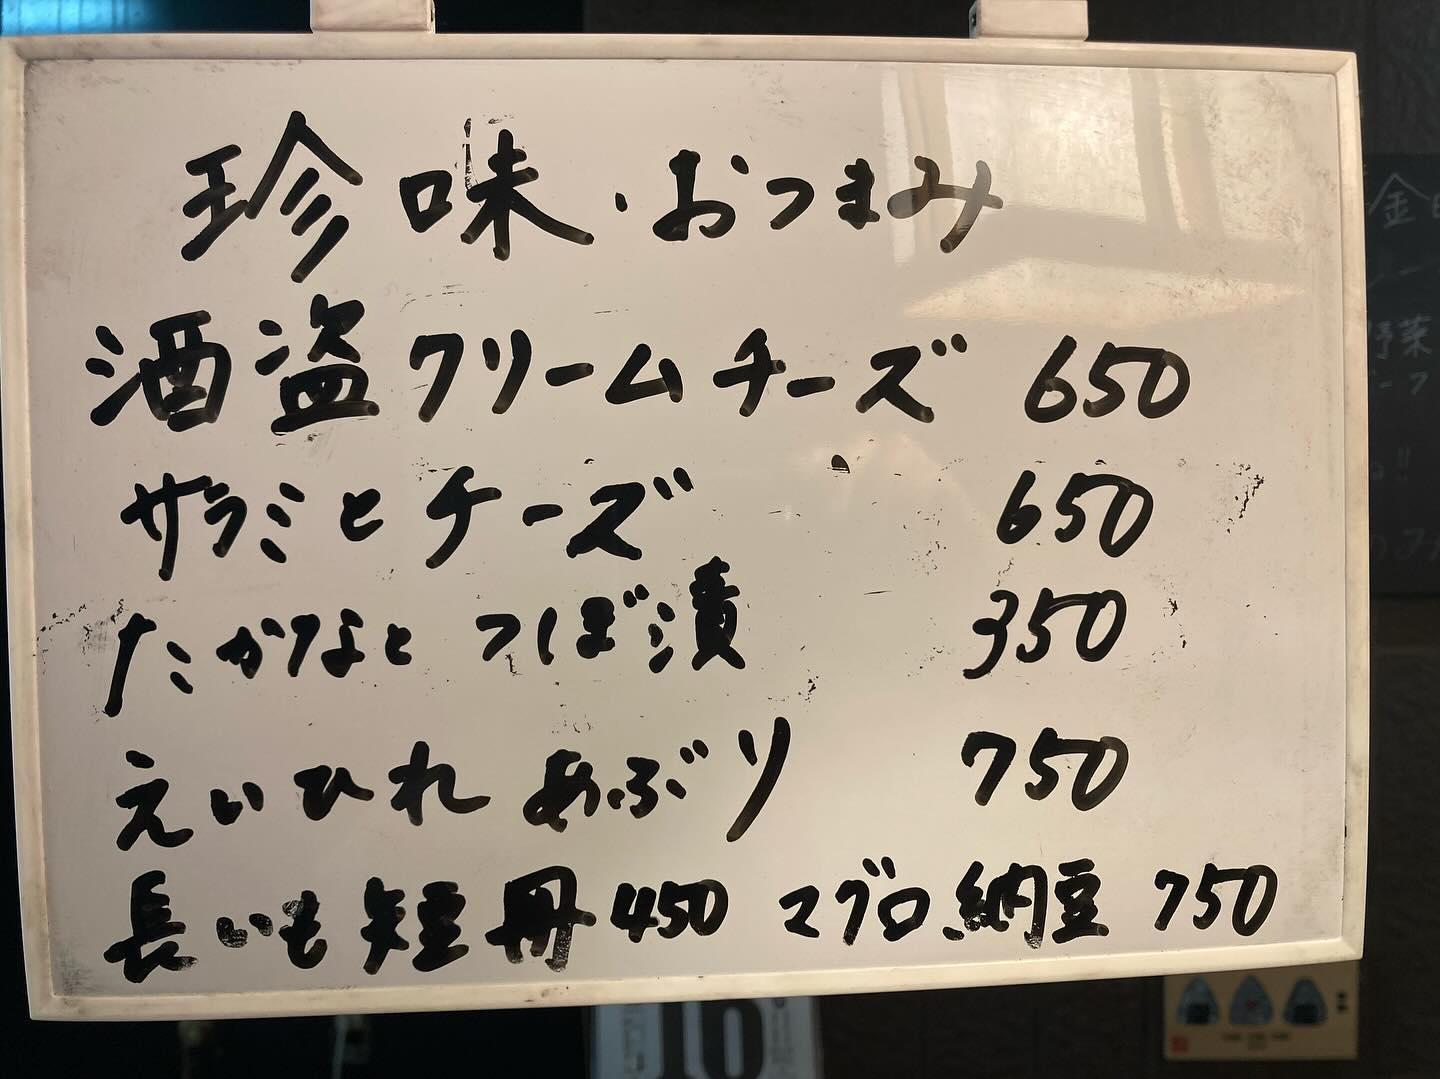 珍味・おつまみ
酒盗クリームチーズ 650
サラミとチーズ 650
たかなとつぼ漬 350
えいひれあぶり 750
長いも短冊 450 マグロ納豆 750
16